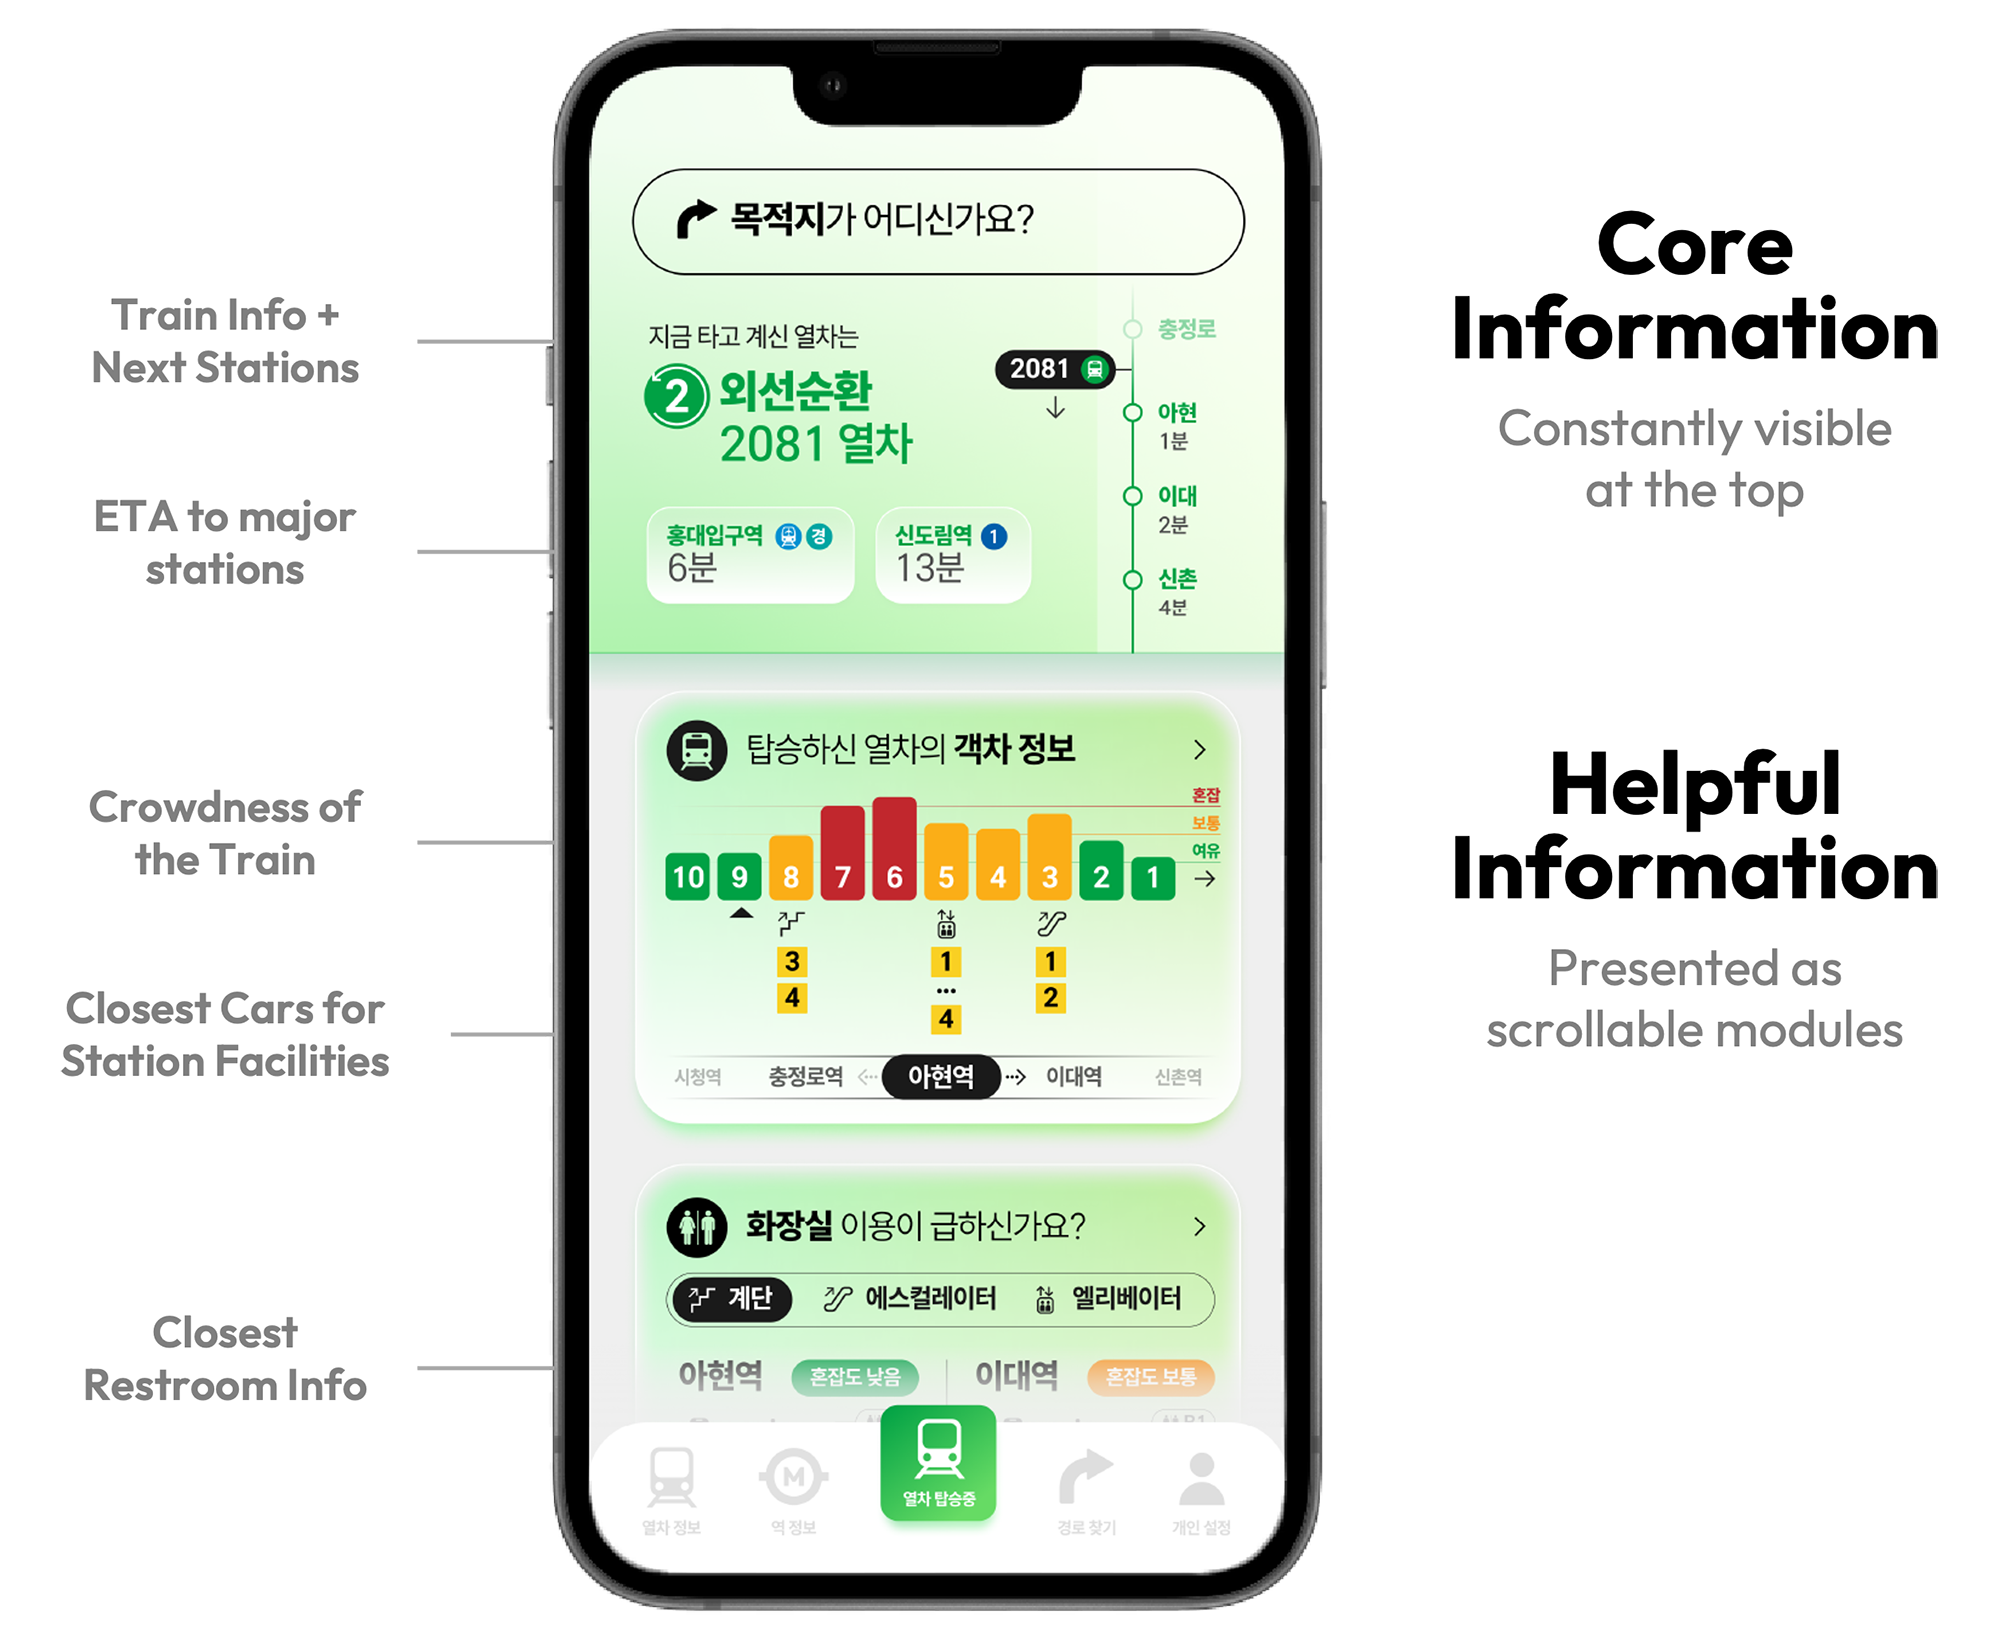 Train Info +
Next Stations
ETA to major
stations
Crowdness of
the Train
Closest Cars for
Station Facilities
Closest
Restroom Info
목적지가 어디신가요?
지금 타고 계신 열차는
2 외선순환
2081 열차
홍대입구역 경
6분
신도림역 1
13분
2081
충정로
아현
1분
이대
2분
신촌
4분
탑승하신 열차의 객차 정보
혼잡
보통
여유
10 9 8 7 6 5 4 3 2 1
3
4
1
...
4
1
2
시청역 충정로역 아현역 이대역 신촌역
화장실 이용이 급하신가요?
계단 에스컬레이터 엘리베이터
아현역 혼잡도 낮음 이대역 혼잡도 보통
열차 정보
M
역 정보
열차 탑승중
경로 찾기
개인 설정
Core
Information
Constantly visible
at the top
Helpful
Information
Presented as
scrollable modules